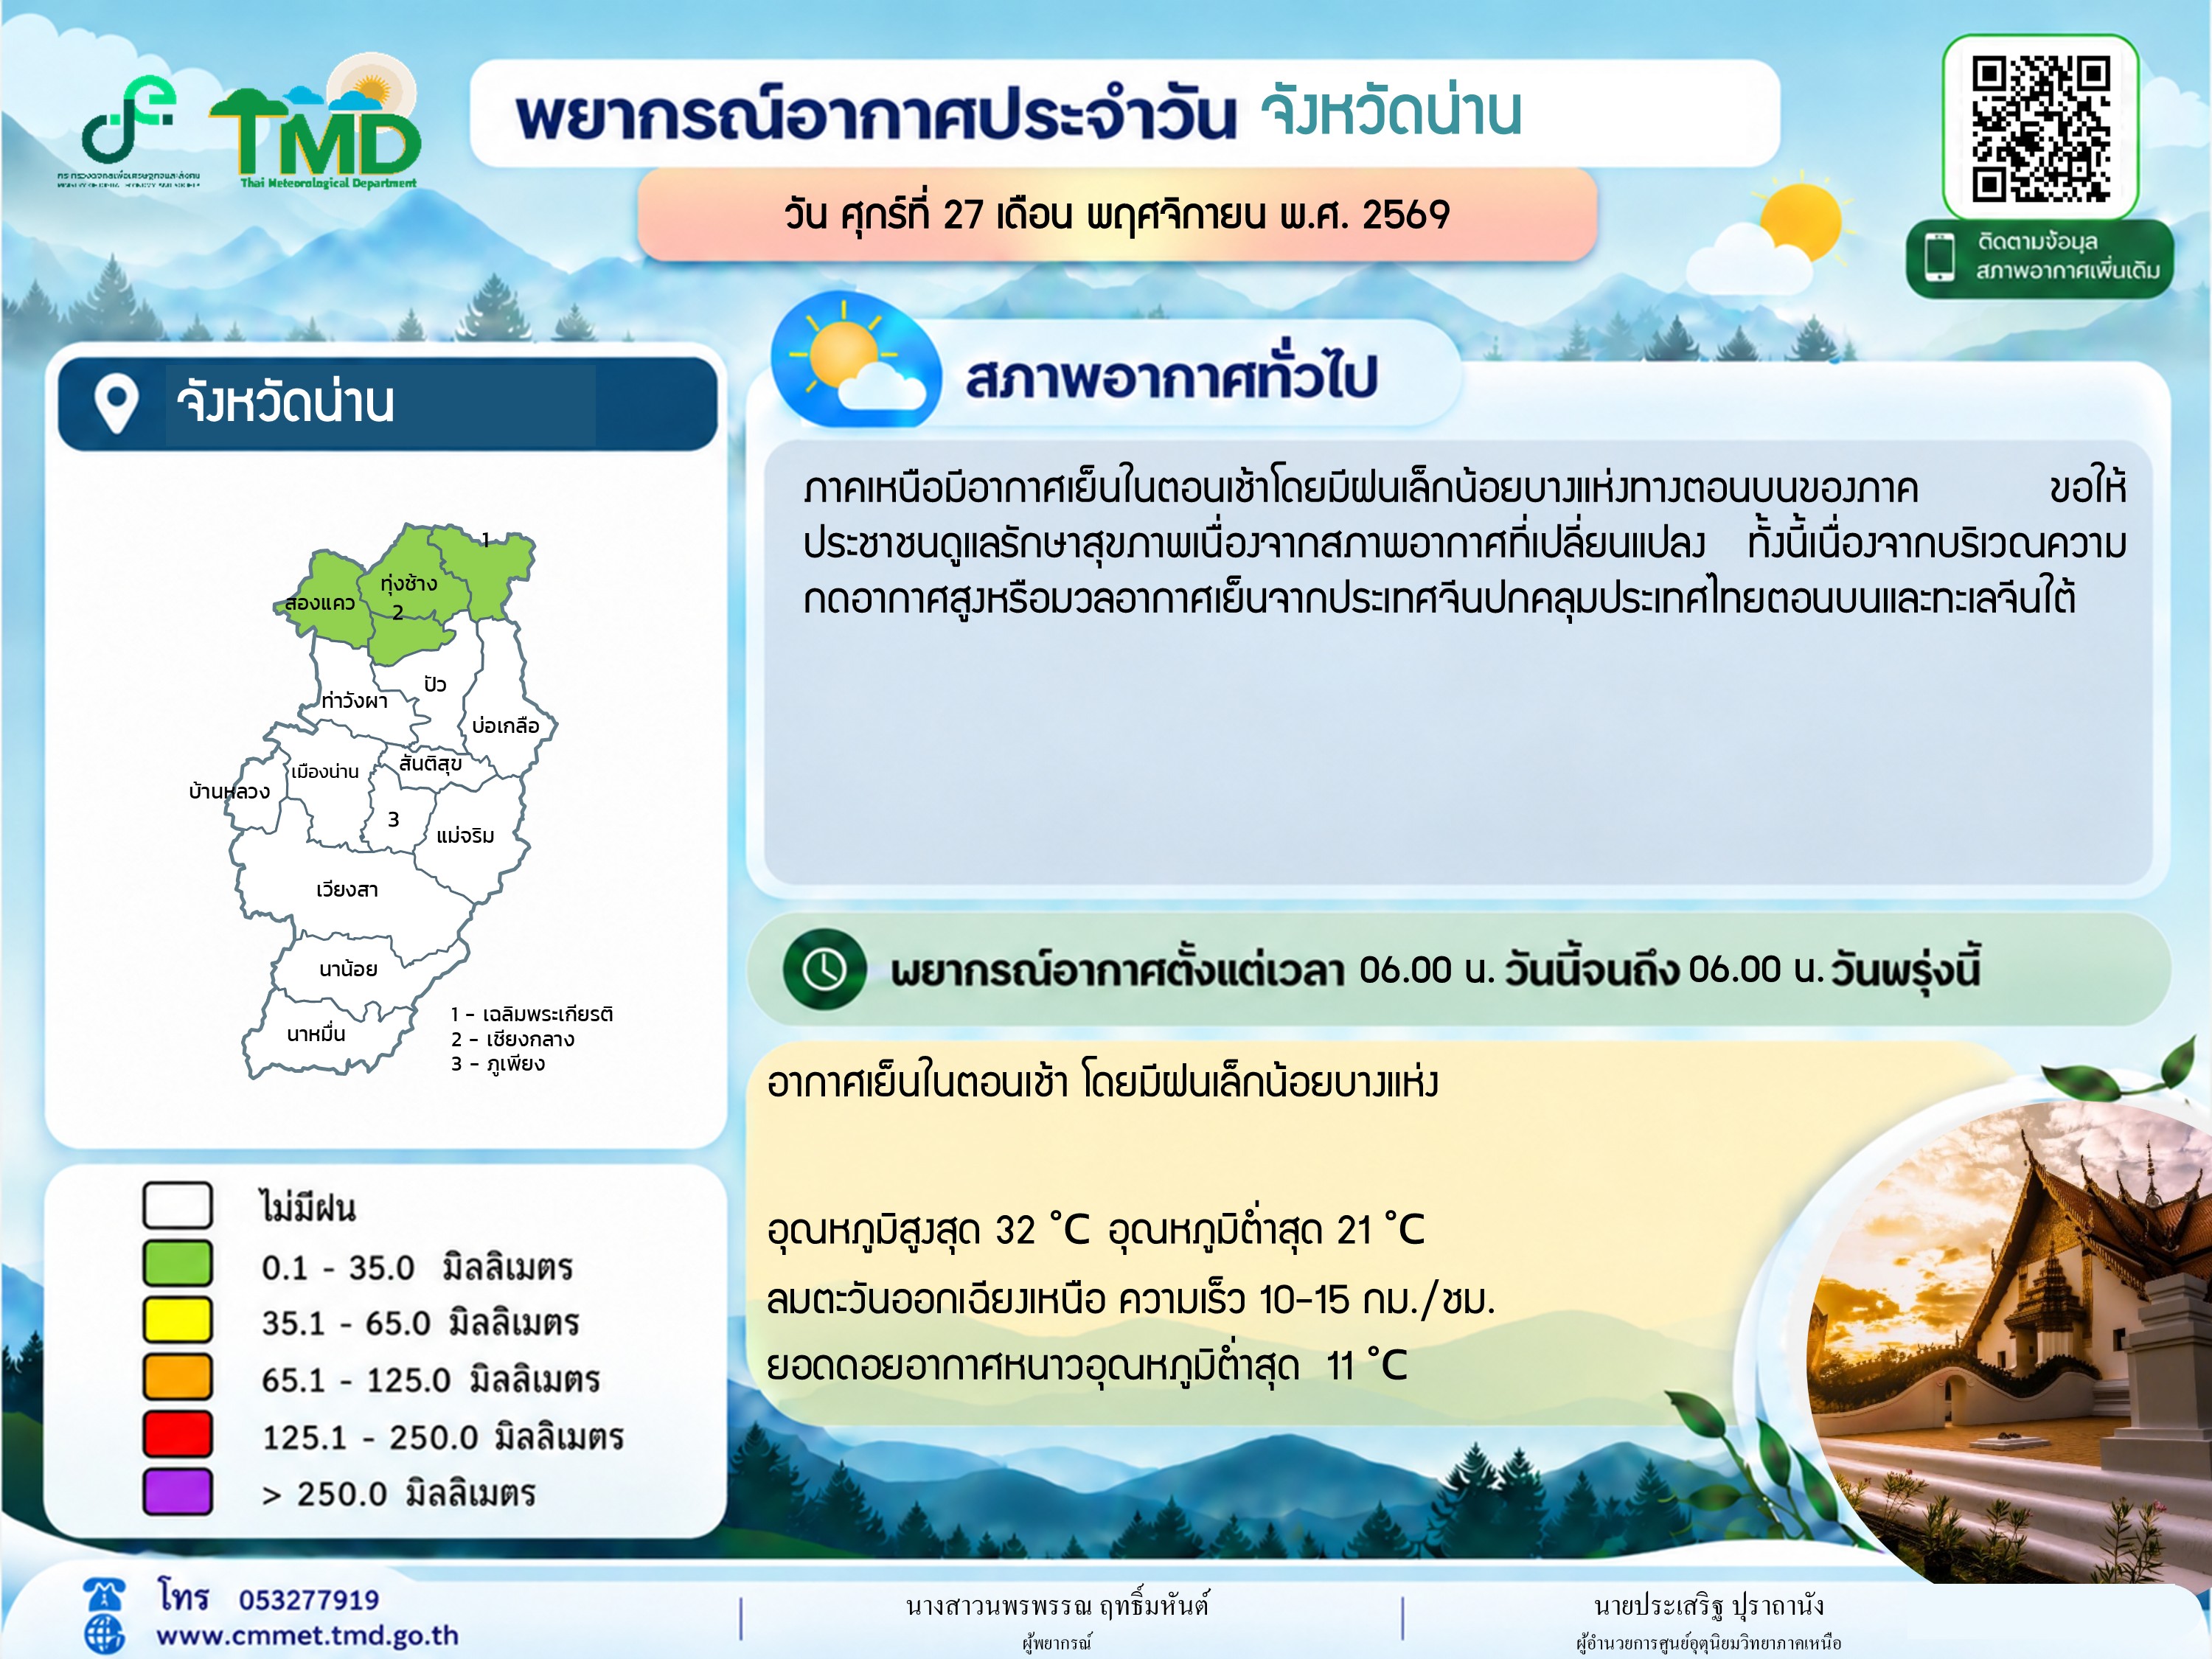 TMD
Thai Meteorological Department
พยากรณ์อากาศประจำวัน จังหวัดน่าน
วัน ศุกร์ที่ 27 เดือน พฤศจิกายน พ.ศ. 2569
ติดตามข้อมูล
สภาพอากาศเพิ่มเติม
จังหวัดน่าน
1
ทุ่งช้าง
สองแคว
2
ปัว
ท่าวังผา
บ่อเกลือ
สันติสุข
เมืองน่าน
บ้านหลวง
3
แม่จริม
เวียงสา
นาน้อย
นาหมื่น
1 - เฉลิมพระเกียรติ
2 - เชียงกลาง
3 - ภูเพียง
ไม่มีฝน
0.1 - 35.0 มิลลิเมตร
35.1 - 65.0 มิลลิเมตร
65.1 - 125.0 มิลลิเมตร
125.1 - 250.0 มิลลิเมตร
> 250.0 มิลลิเมตร
สภาพอากาศทั่วไป
ภาคเหนือมีอากาศเย็นในตอนเช้าโดยมีฝนเล็กน้อยบางแห่งทางตอนบนของภาค ขอให้
ประชาชนดูแลรักษาสุขภาพเนื่องจากสภาพอากาศที่เปลี่ยนแปลง ทั้งนี้เนื่องจากบริเวณความ
กดอากาศสูงหรือมวลอากาศเย็นจากประเทศจีนปกคลุมประเทศไทยตอนบนและทะเลจีนใต้
พยากรณ์อากาศตั้งแต่เวลา 06.00 น. วันนี้จนถึง 06.00 น. วันพรุ่งนี้
อากาศเย็นในตอนเช้า โดยมีฝนเล็กน้อยบางแห่ง
อุณหภูมิสูงสุด 32 °C อุณหภูมิต่ำสุด 21 °C
ลมตะวันออกเฉียงเหนือ ความเร็ว 10-15 กม./ชม.
ยอดดอยอากาศหนาวอุณหภูมิต่ำสุด 11 °C
โทร 053277919
www.cmmet.tmd.go.th
นางสาวนพรพรรณ ฤทธิ์มหันต์
ผู้พยากรณ์
นายประเสริฐ ปุราถานัง
ผู้อำนวยการศูนย์อุตุนิยมวิทยาภาคเหนือ